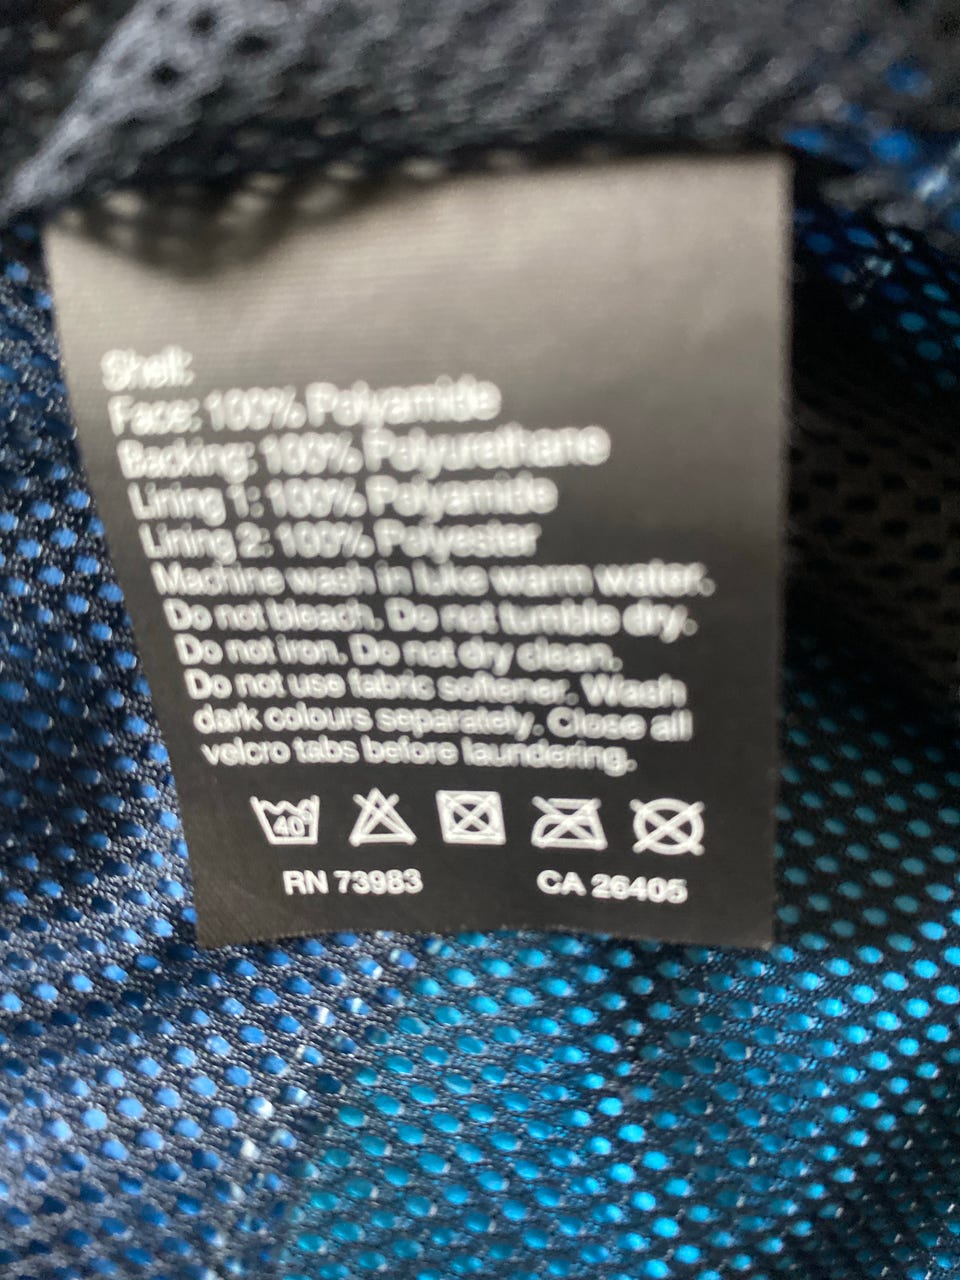 Shell:
Face: 100% Polyamide
Backing: 100% Polyurethane
Lining 1: 100% Polyamide
Lining 2: 100% Polyester
Machine wash in luke warm water.
Do not bleach. Do not tumble dry.
Do not iron. Do not dry clean.
Do not use fabric softener. Wash
dark colours separately. Close all
velcro tabs before laundering.
40°
RN 73983 CA 26405